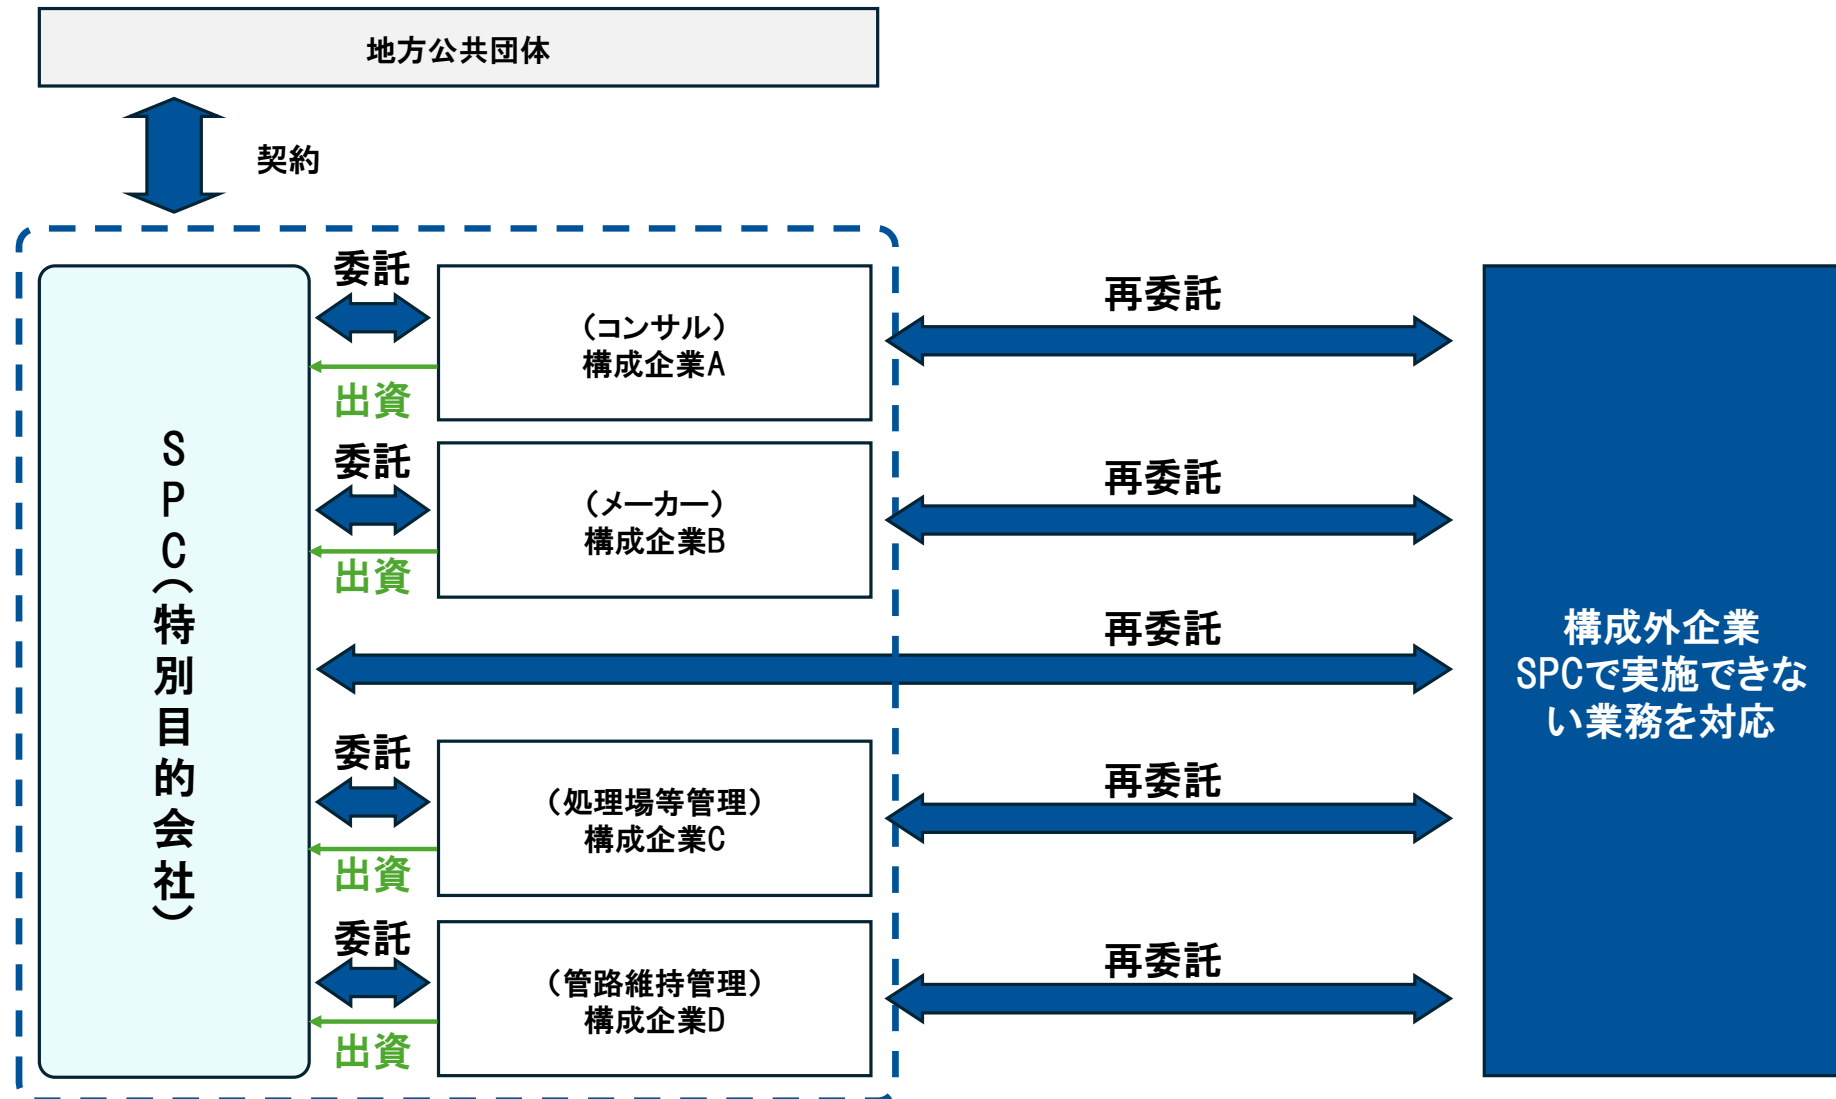 地方公共団体
契約
SPC(特別目的会社)
委託
出資
(コンサル)
構成企業A
再委託
委託
出資
(メーカー)
構成企業B
再委託
再委託
委託
出資
(処理場等管理)
構成企業C
再委託
委託
出資
(管路維持管理)
構成企業D
再委託
構成外企業
SPCで実施できな
い業務を対応